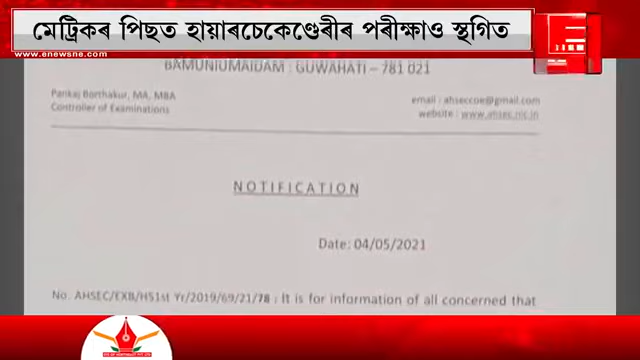 মেট্ৰিকৰ পিছত হায়াৰচেকেণ্ডেৰীৰ পৰীক্ষাও স্থগিত
www.enewsne.com
BAMUNIUMAIDAM : GUWAHATI – 781 021
Pankaj Borthakur, MA, MBA
Controller of Examinations
email : ahseccoe@gmail.com
website : www.ahsec.nic.in
NOTIFICATION
Date: 04/05/2021
No. AHSEC/EXB/HS1st Yr/2019/69/21/78 : It is for information of all concerned that